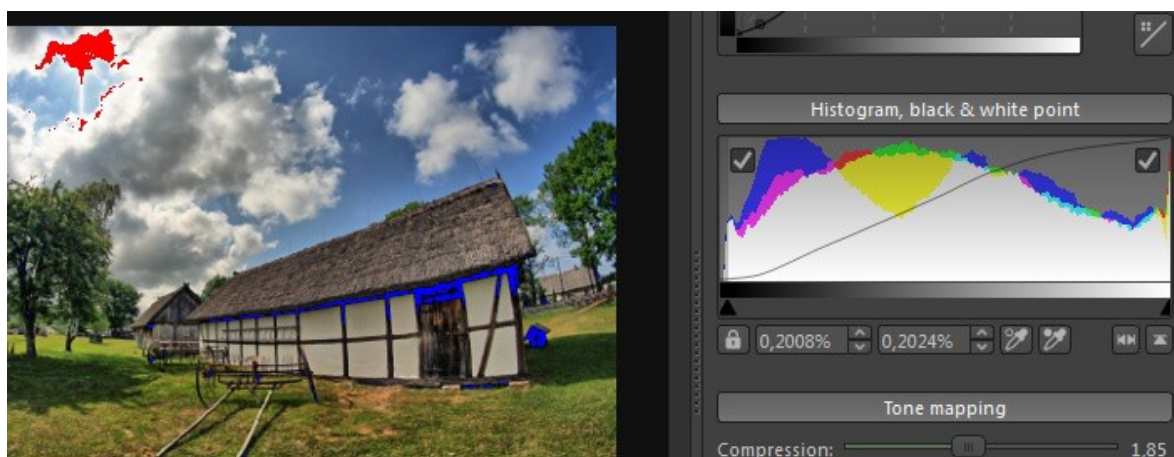 Histogram, black & white point
0,2008%
0,2024%
Tone mapping
Compression:
1,85